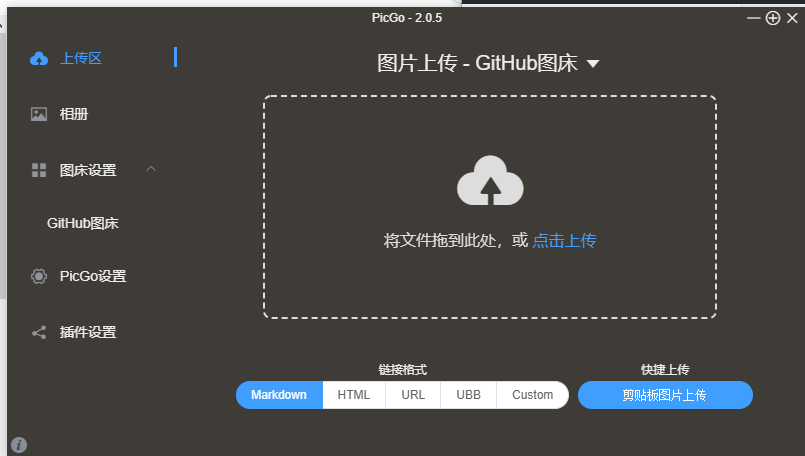 PicGo - 2.0.5
上传区
相册
图床设置
GitHub图床
PicGo设置
插件设置
图片上传 - GitHub图床
将文件拖到此处，或 点击上传
链接格式
Markdown HTML URL UBB Custom
快捷上传
剪贴板图片上传